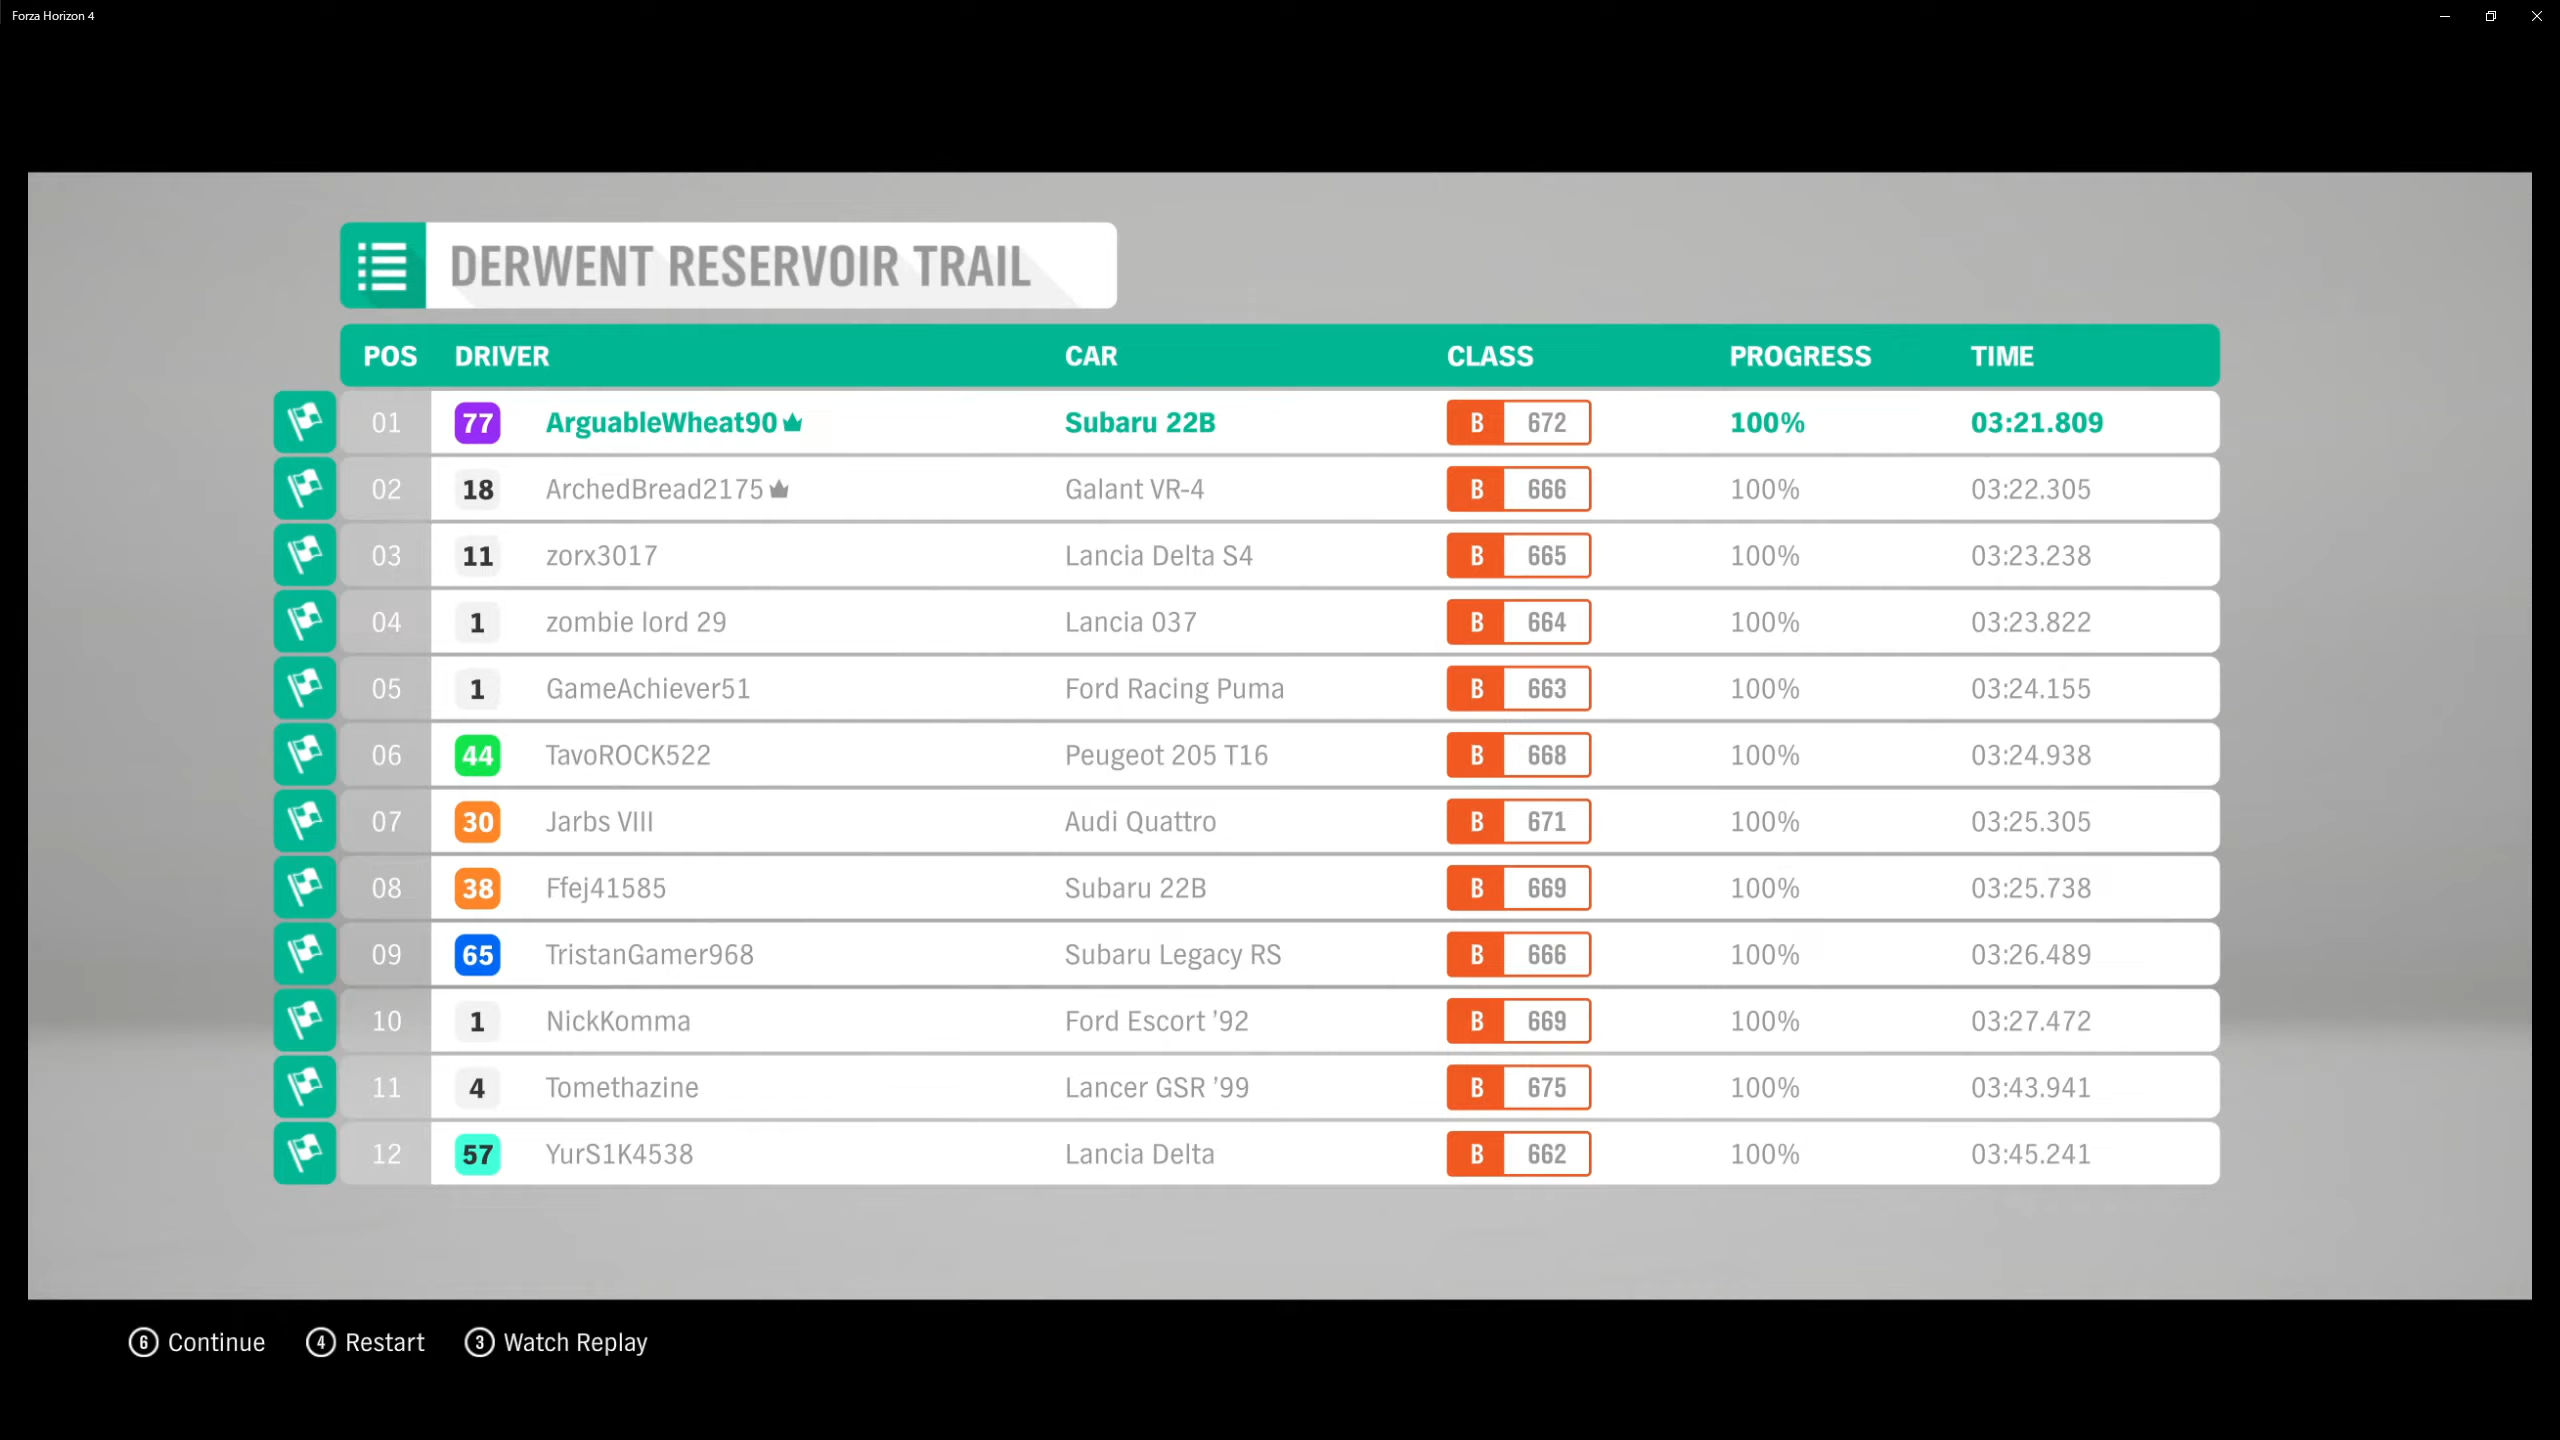 Forza Horizon 4
DERWENT RESERVOIR TRAIL
POS DRIVER CAR CLASS PROGRESS TIME
01 77 ArguableWheat90 Subaru 22B B 672 100% 03:21.809
02 18 ArchedBread2175 Galant VR-4 B 666 100% 03:22.305
03 11 zorx3017 Lancia Delta S4 B 665 100% 03:23.238
04 1 zombie lord 29 Lancia 037 B 664 100% 03:23.822
05 1 GameAchiever51 Ford Racing Puma B 663 100% 03:24.155
06 44 TavoROCK522 Peugeot 205 T16 B 668 100% 03:24.938
07 30 Jarbs VIII Audi Quattro B 671 100% 03:25.305
08 38 Ffej41585 Subaru 22B B 669 100% 03:25.738
09 65 TristanGamer968 Subaru Legacy RS B 666 100% 03:26.489
10 1 NickKomma Ford Escort ’92 B 669 100% 03:27.472
11 4 Tomethazine Lancer GSR ’99 B 675 100% 03:43.941
12 57 YurS1K4538 Lancia Delta B 662 100% 03:45.241
6 Continue 4 Restart 3 Watch Replay